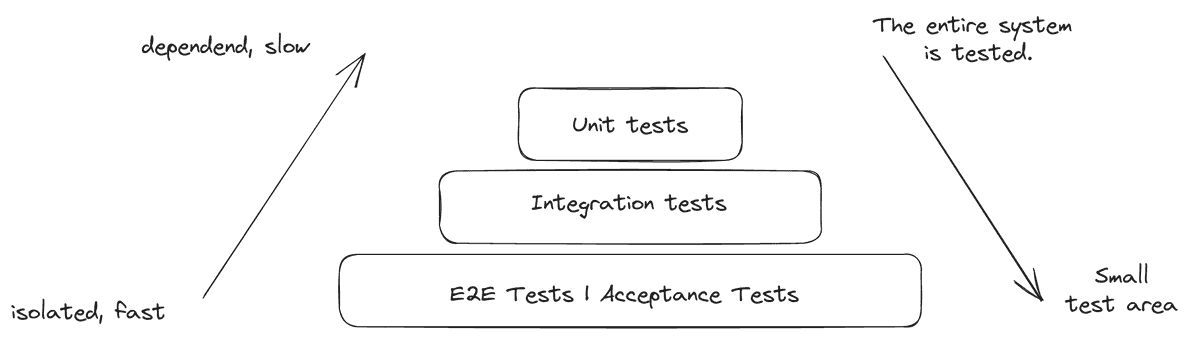 dependend, slow
The entire system
is tested.
Unit tests
Integration tests
E2E Tests | Acceptance Tests
isolated, fast
Small
test area